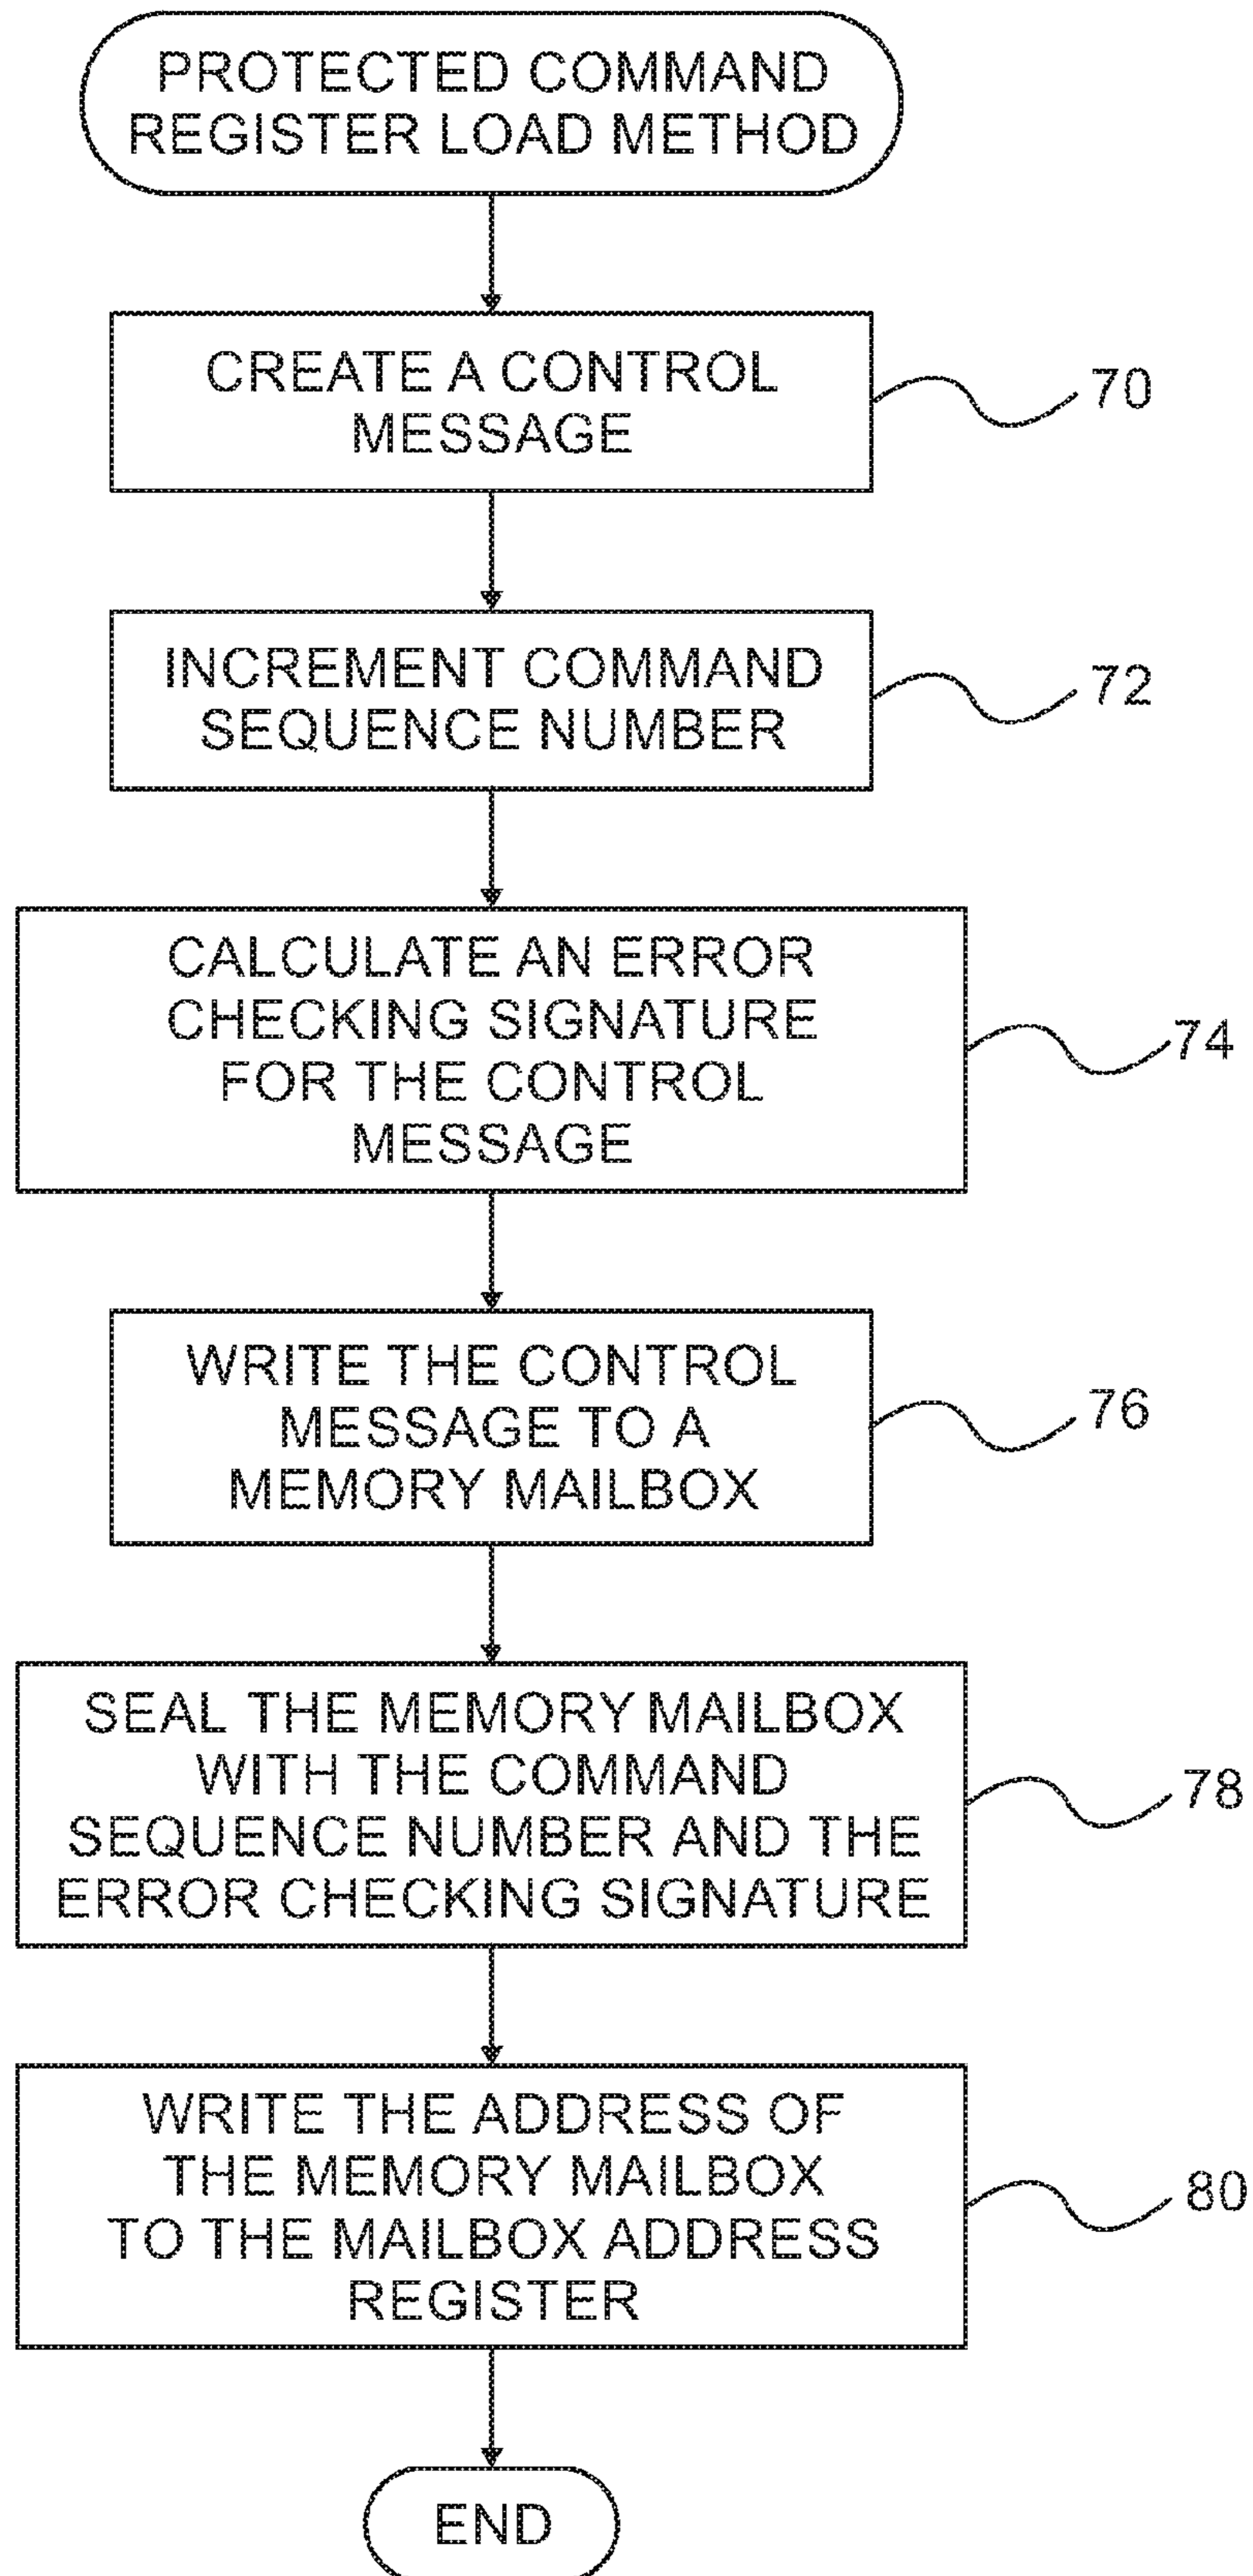 PROTECTED COMMAND
REGISTER LOAD METHOD
CREATE A CONTROL
MESSAGE
70
INCREMENT COMMAND
SEQUENCE NUMBER
72
CALCULATE AN ERROR
CHECKING SIGNATURE
FOR THE CONTROL
MESSAGE
74
WRITE THE CONTROL
MESSAGE TO A
MEMORY MAILBOX
76
SEAL THE MEMORY MAILBOX
WITH THE COMMAND
SEQUENCE NUMBER AND THE
ERROR CHECKING SIGNATURE
78
WRITE THE ADDRESS OF
THE MEMORY MAILBOX
TO THE MAILBOX ADDRESS
REGISTER
80
END